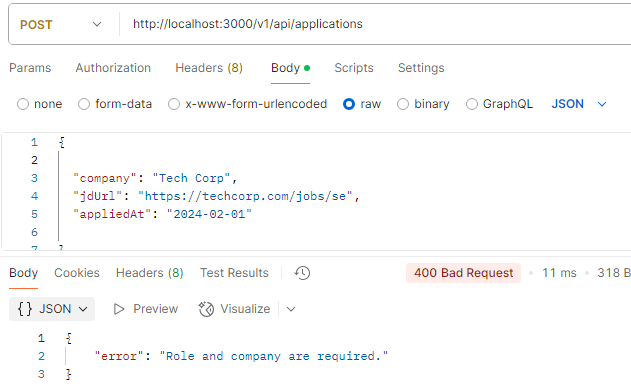 POST http://localhost:3000/v1/api/applications
Params Authorization Headers (8) Body Scripts Settings
none form-data x-www-form-urlencoded raw binary GraphQL JSON
1 {
2
3 "company": "Tech Corp",
4 "jdUrl": "https://techcorp.com/jobs/se",
5 "appliedAt": "2024-02-01"
6
7 }
Body Cookies Headers (8) Test Results 400 Bad Request • 11 ms • 318 B
{} JSON Preview Visualize
1 {
2 "error": "Role and company are required."
3 }